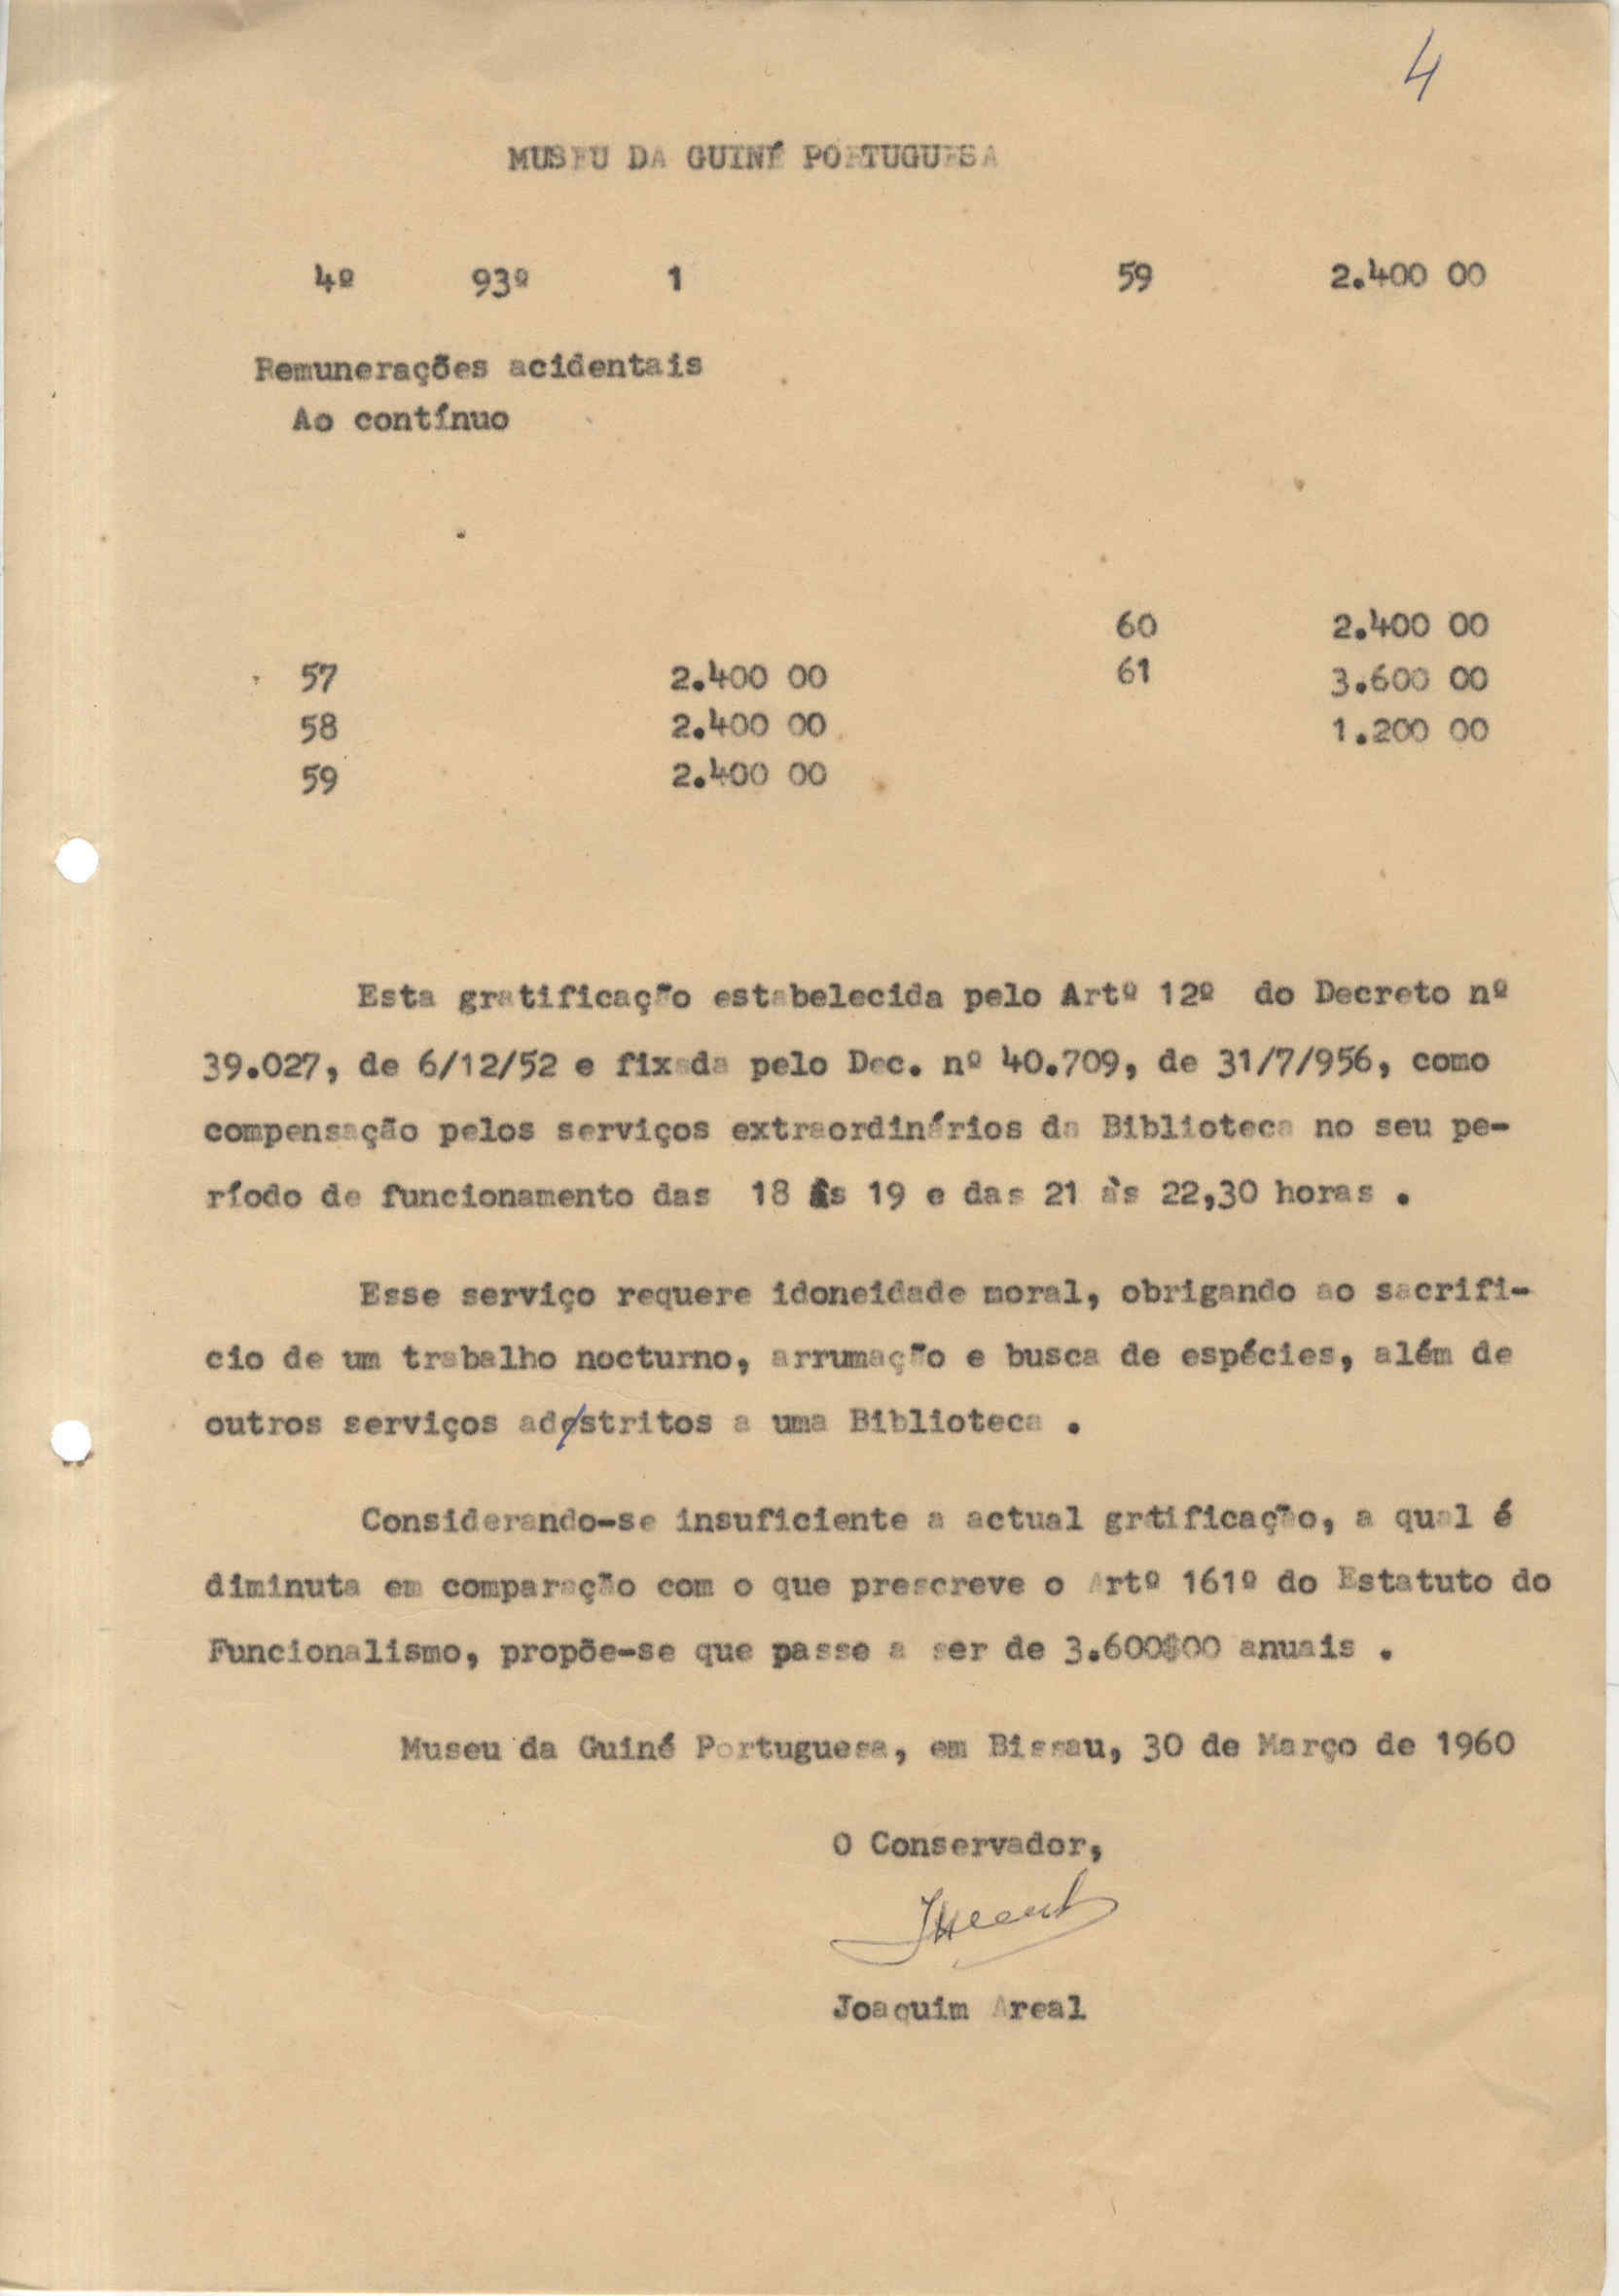 4
MUSEU DA GUINÉ PORTUGUESA
4º 93º 1 59 2.400 00
Remunerações acidentais
Ao contínuo
60 2.400 00
57 2.400 00 61 3.600 00
58 2.400 00 1.200 00
59 2.400 00
Esta gratificação estabelecida pelo Artº 12º do Decreto nº
39.027, de 6/12/52 e fixada pelo Dec. nº 40.709, de 31/7/956, como
compensação pelos serviços extraordinários da Biblioteca no seu pe-
ríodo de funcionamento das 18 às 19 e das 21 às 22,30 horas .
Esse serviço requere idoneidade moral, obrigando ao sacrifi-
cio de um trabalho nocturno, arrumação e busca de espécies, além de
outros serviços adstritos a uma Biblioteca .
Considerando-se insuficiente a actual grtificação, a qual é
diminuta em comparação com o que prescreve o Artº 161º do Estatuto do
Funcionalismo, propõe-se que passe a ser de 3.600$00 anuais .
Museu da Guiné Portuguesa, em Bissau, 30 de Março de 1960
O Conservador,
Joaquim Areal